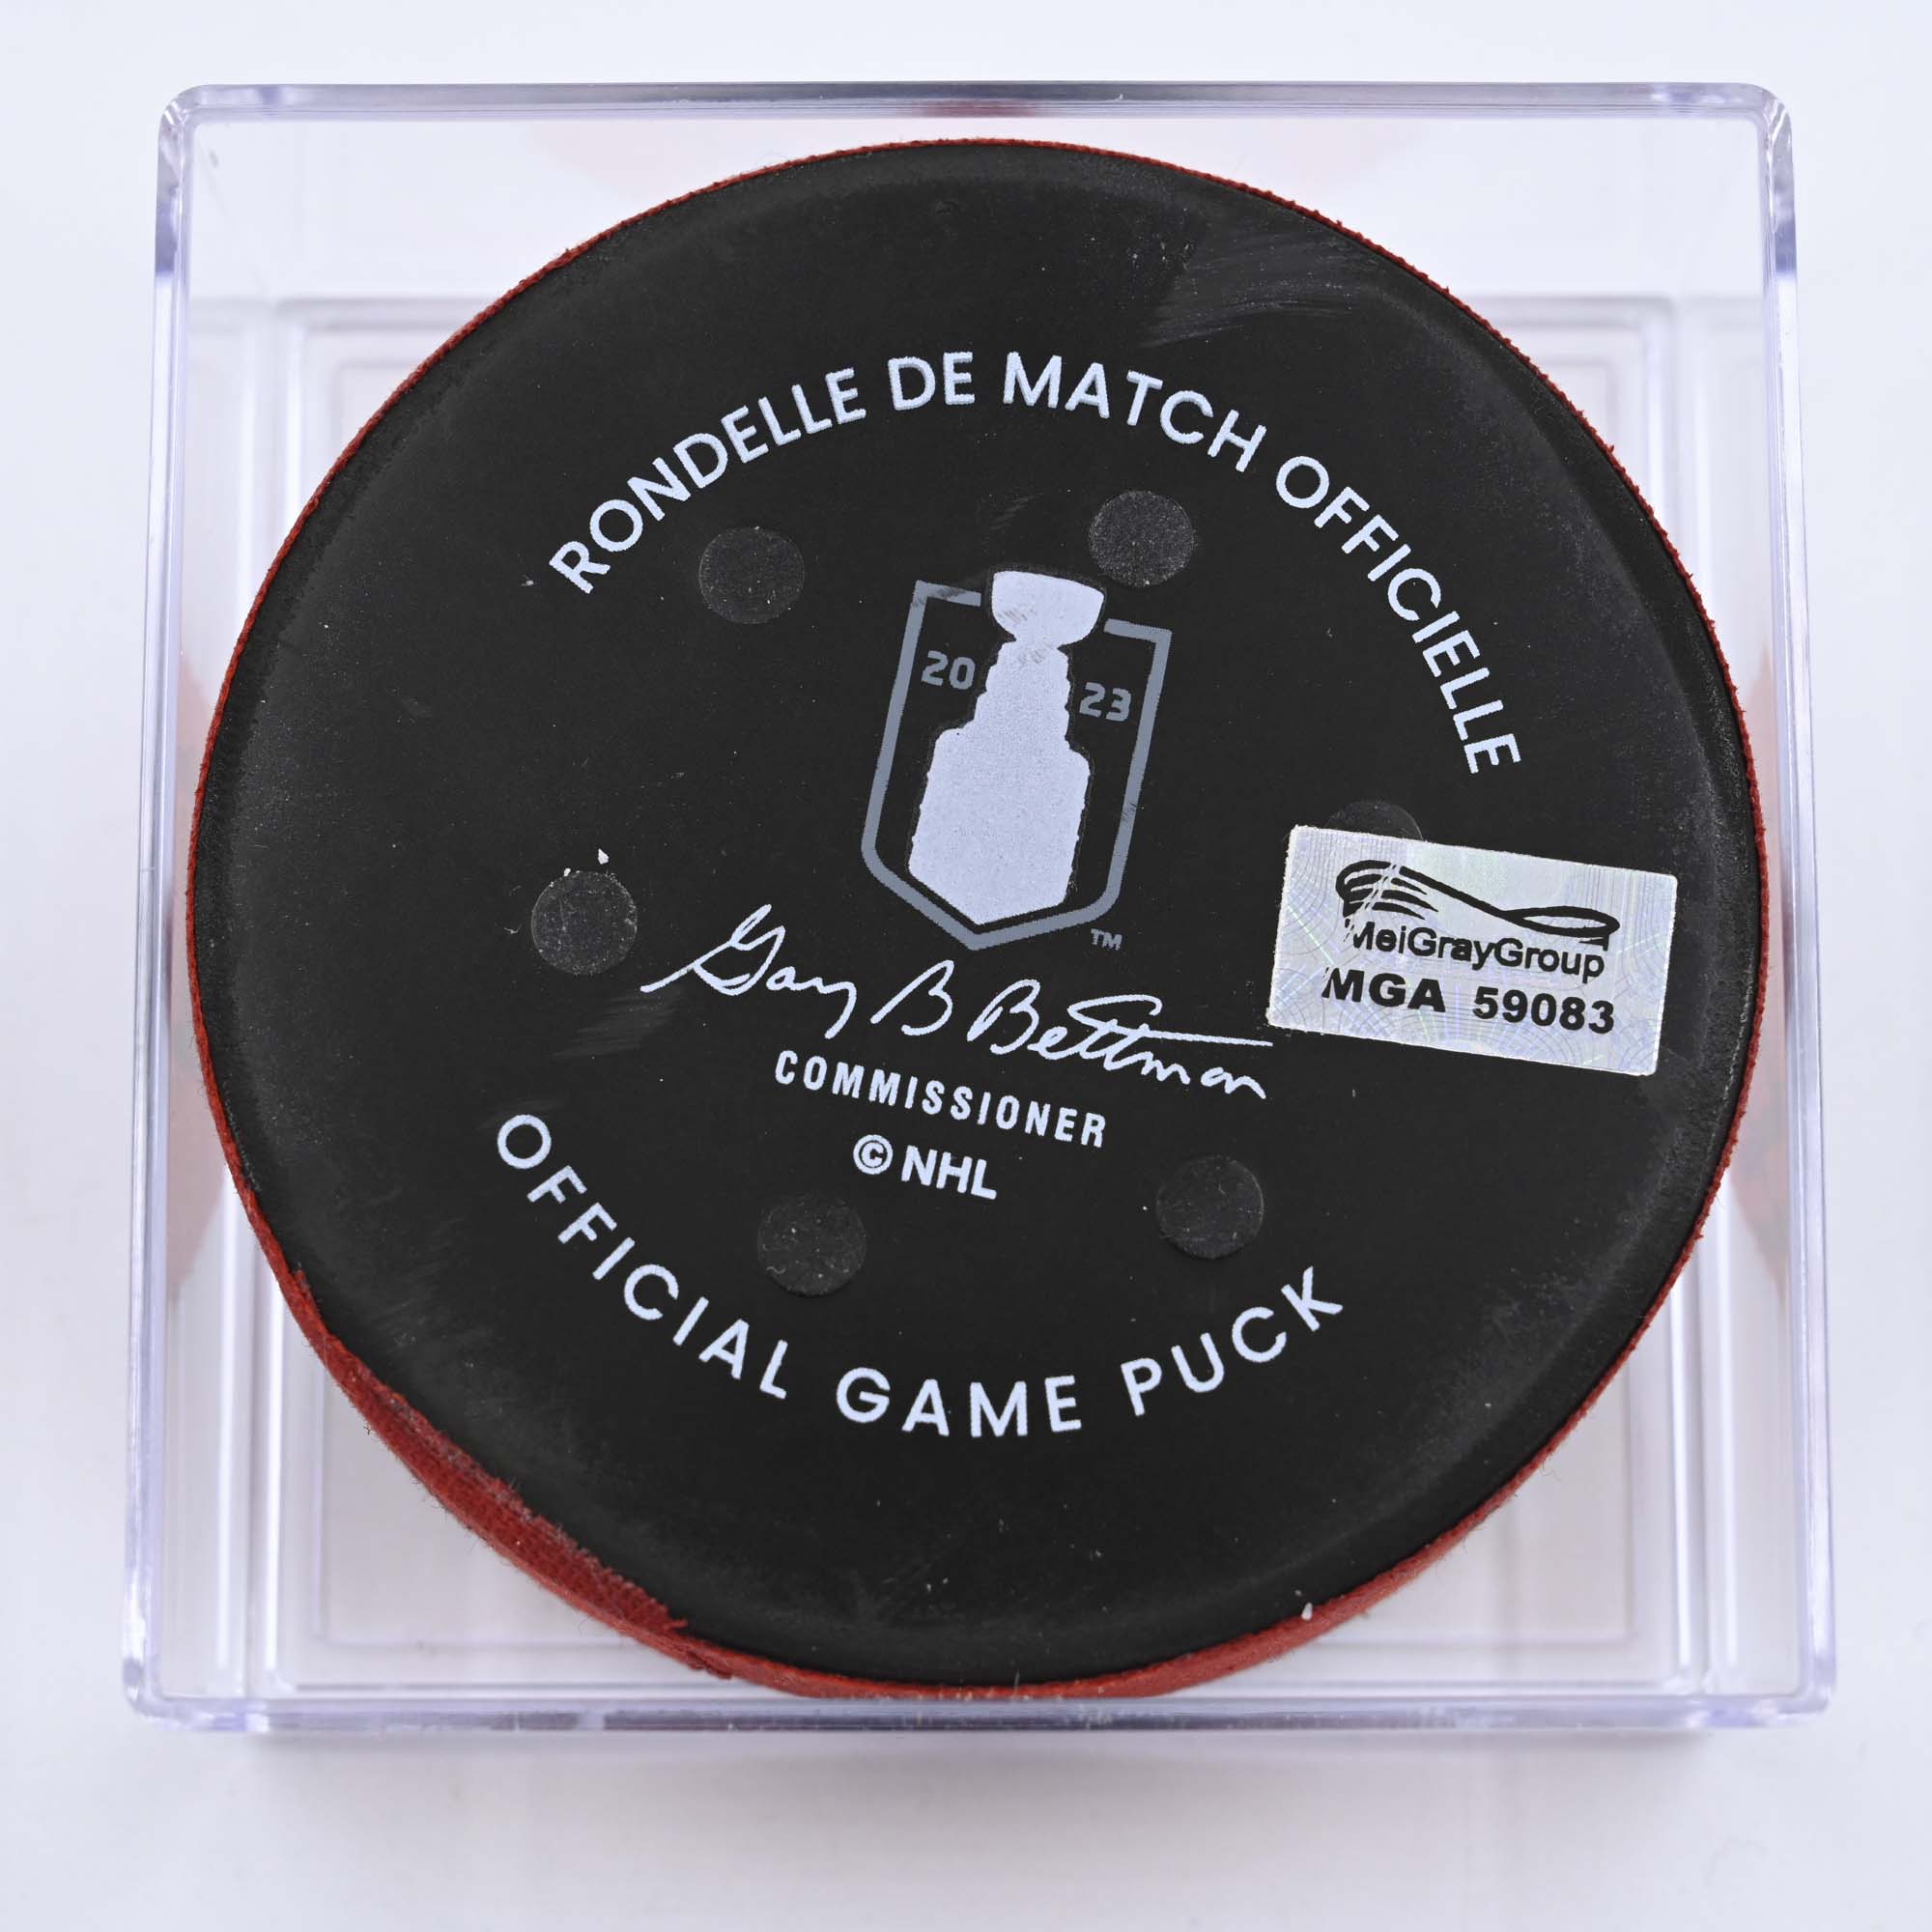 RONDELLE DE MATCH OFFICIELLE
20 23
TM
Gary B Bettman
COMMISSIONER
© NHL
OFFICIAL GAME PUCK
MeiGrayGroup
MGA 59083